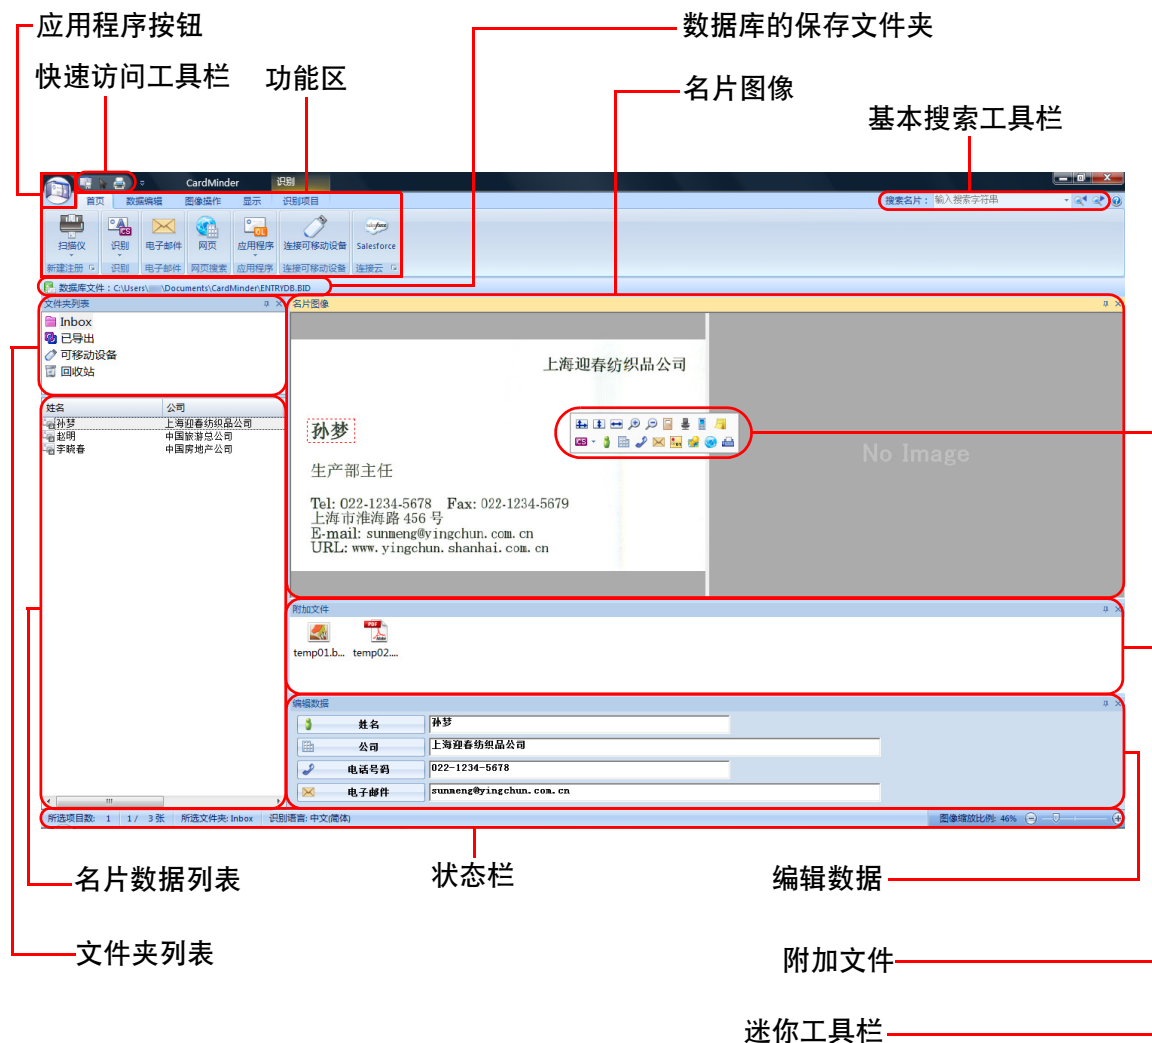 应用程序按钮
数据库的保存文件夹
快速访问工具栏
功能区
名片图像
基本搜索工具栏
CardMinder
识别
首页
数据编辑
图像操作
显示
识别项目
搜索名片：
输入搜索字符串
扫描仪
识别
电子邮件
网页
应用程序
连接可移动设备
Salesforce
新建注册
识别
电子邮件
网页搜索
应用程序
连接可移动设备
连接云
数据库文件：C:\Users\ \Documents\CardMinder\ENTRYDB.BID
文件夹列表
Inbox
已导出
可移动设备
回收站
姓名
公司
孙梦
上海迎春纺织品公司
赵明
中国旅游总公司
李晓春
中国房地产公司
名片图像
上海迎春纺织品公司
孙梦
生产部主任
Tel: 022-1234-5678 Fax: 022-1234-5679
上海市淮海路 456 号
E-mail: sunmeng@yingchun.com.cn
URL: www.yingchun.shanhai.com.cn
No Image
附加文件
temp01.b...
temp02....
编辑数据
姓名
孙梦
公司
上海迎春纺织品公司
电话号码
022-1234-5678
电子邮件
sunmeng@yingchun.com.cn
所选项目数: 1
1 / 3 张
所选文件夹: Inbox
识别语言: 中文(简体)
图像缩放比例: 46%
名片数据列表
状态栏
编辑数据
文件夹列表
附加文件
迷你工具栏